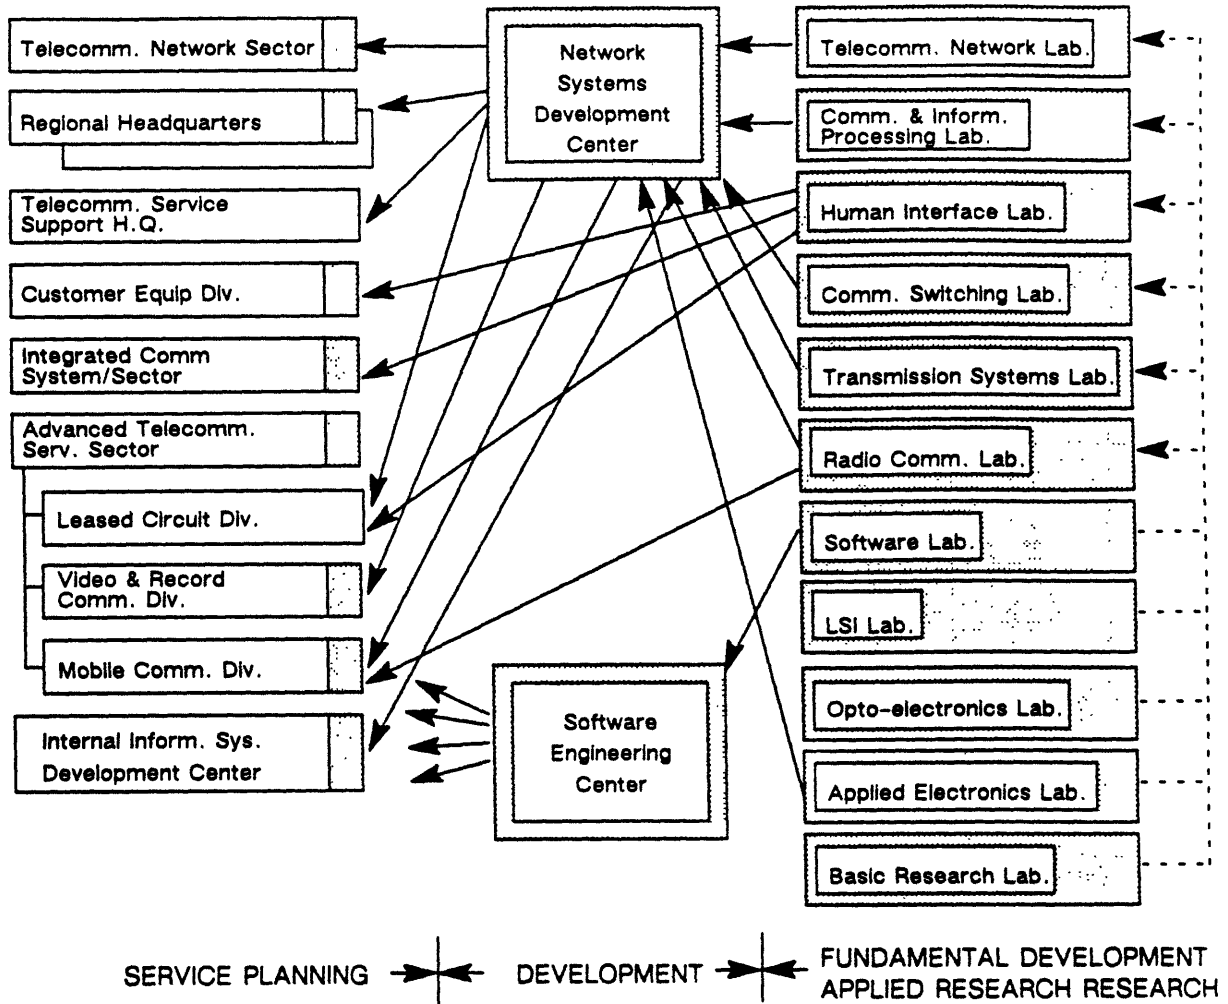 Telecomm. Network Sector
Regional Headquarters
Telecomm. Service
Support H.Q.
Customer Equip Div.
Integrated Comm
System/Sector
Advanced Telecomm.
Serv. Sector
Leased Circuit Div.
Video & Record
Comm. Div.
Mobile Comm. Div.
Internal Inform. Sys.
Development Center
Network
Systems
Development
Center
Software
Engineering
Center
Telecomm. Network Lab.
Comm. & Inform.
Processing Lab.
Human Interface Lab.
Comm. Switching Lab.
Transmission Systems Lab.
Radio Comm. Lab.
Software Lab.
LSI Lab.
Opto-electronics Lab.
Applied Electronics Lab.
Basic Research Lab.
SERVICE PLANNING
DEVELOPMENT
FUNDAMENTAL DEVELOPMENT
APPLIED RESEARCH RESEARCH